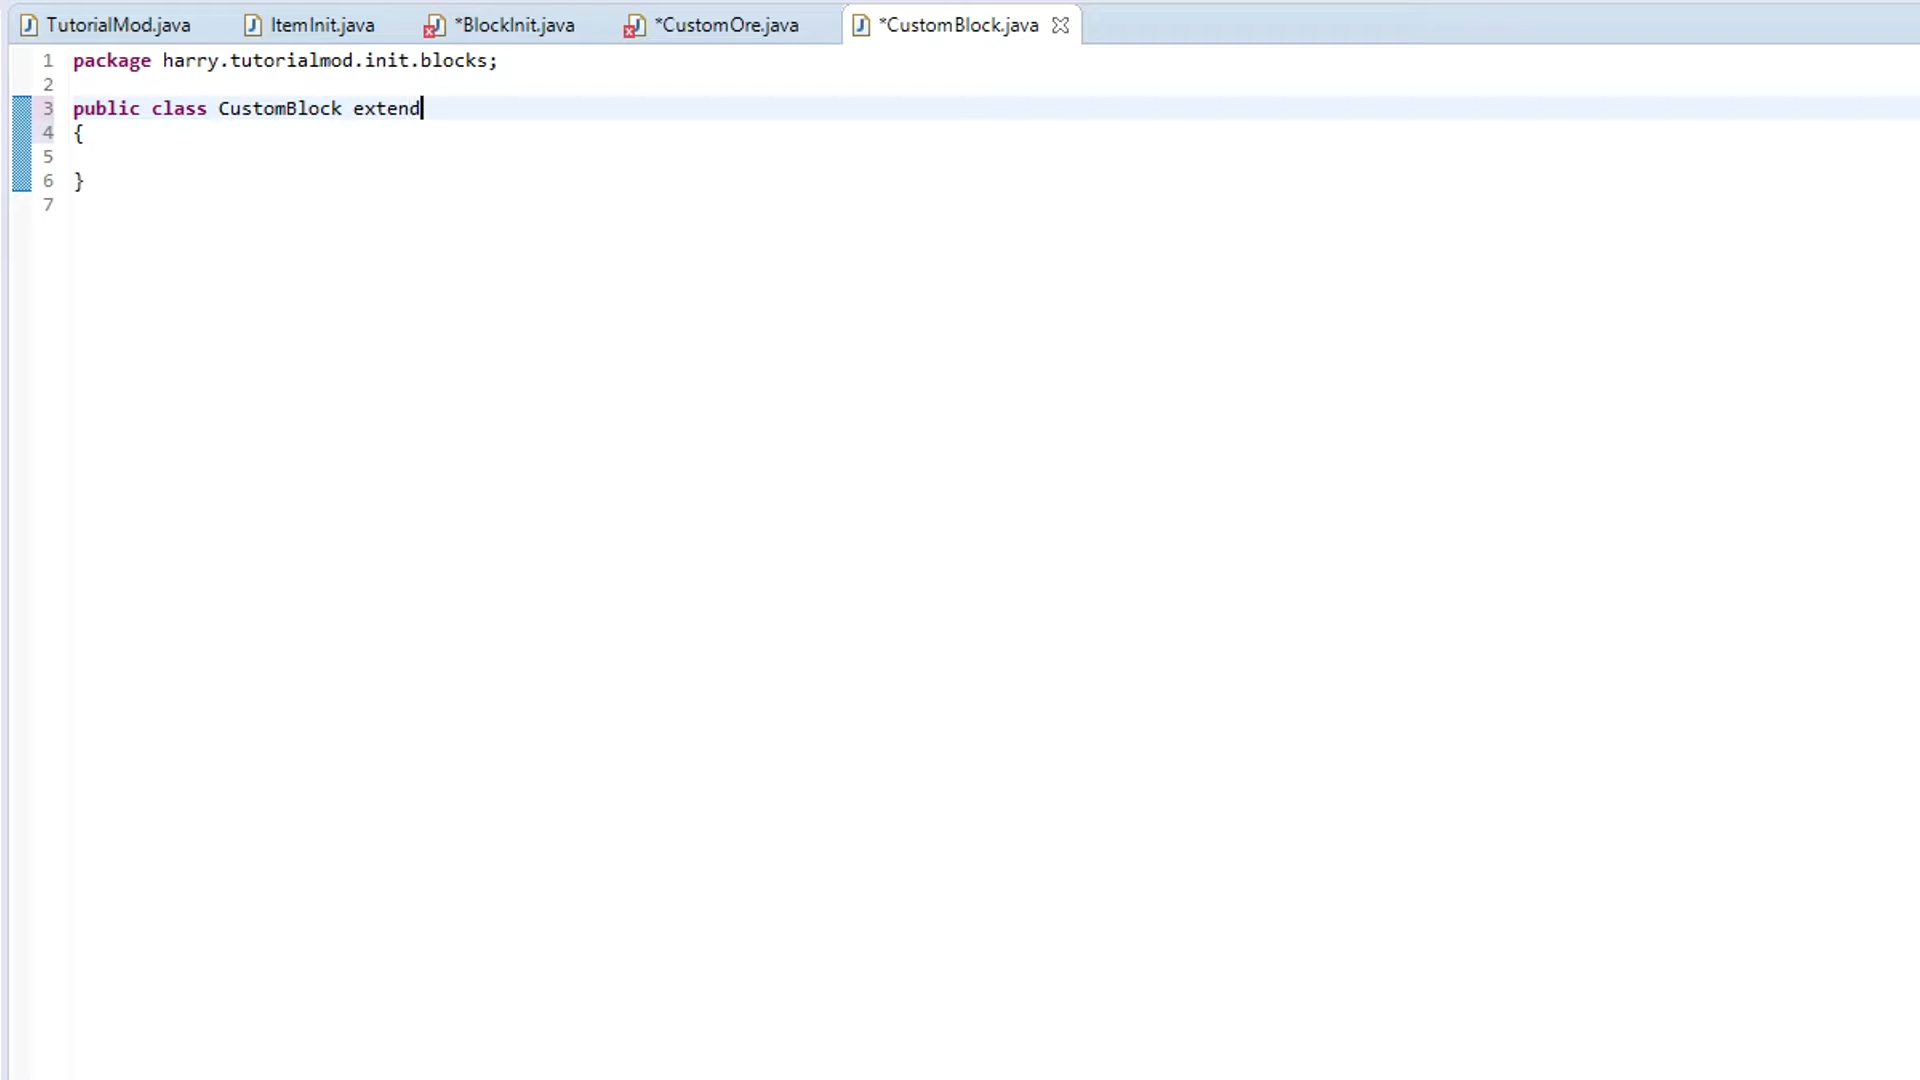 TutorialMod.java ItemInit.java *BlockInit.java *CustomOre.java *CustomBlock.java
1 package harry.tutorialmod.init.blocks;
2
3 public class CustomBlock extend
4 {
5
6 }
7